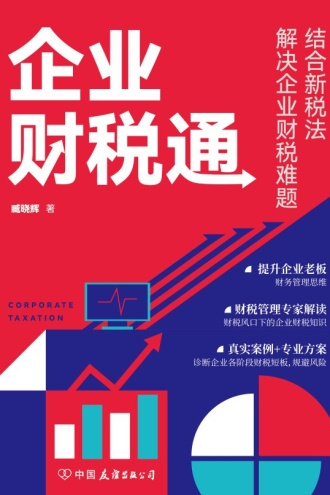 企业
财税通
结合新税法
解决企业财税难题
臧晓辉 著
提升企业老板
财务管理思维
CORPORATE
TAXATION
财税管理专家解读
财税风口下的企业财税知识
真实案例+专业方案
诊断企业各阶段财税短板,规避风险
中国友谊出版公司